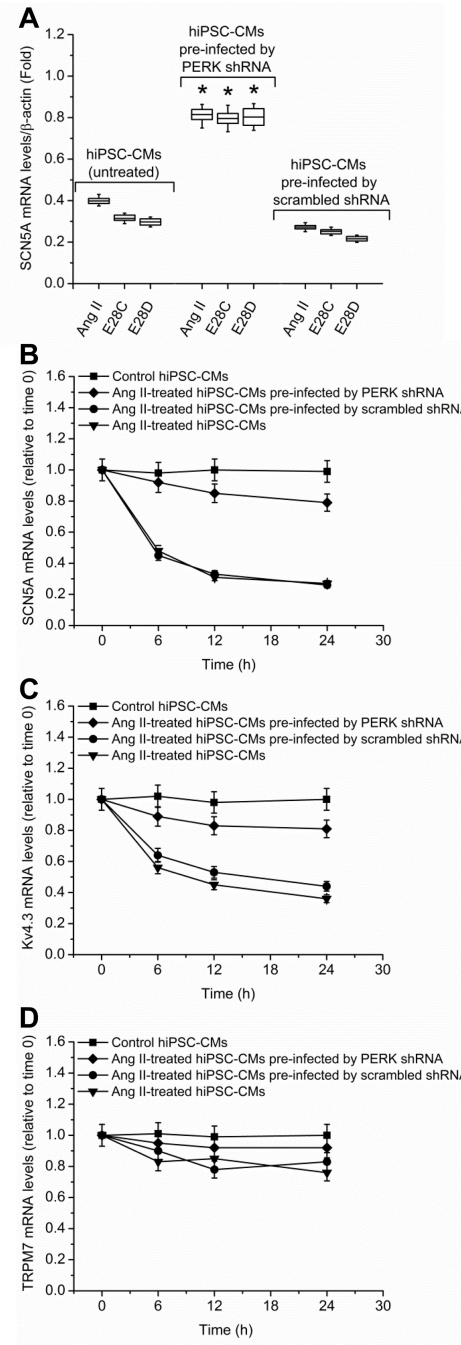 A
SCN5A mRNA levels/β-actin (Fold)
1.2
1.0
0.8
0.6
0.4
0.2
0.0
hiPSC-CMs
(untreated)
hiPSC-CMs
pre-infected by
PERK shRNA
* * *
hiPSC-CMs
pre-infected by
scrambled shRNA
Ang II E28C E28D Ang II E28C E28D Ang II E28C E28D
B
SCN5A mRNA levels (relative to time 0)
1.6
1.4
1.2
1.0
0.8
0.6
0.4
0.2
0.0
Control hiPSC-CMs
Ang II-treated hiPSC-CMs pre-infected by PERK shRNA
Ang II-treated hiPSC-CMs pre-infected by scrambled shRNA
Ang II-treated hiPSC-CMs
0 6 12 18 24 30
Time (h)
C
Kv4.3 mRNA levels (relative to time 0)
1.6
1.4
1.2
1.0
0.8
0.6
0.4
0.2
0.0
Control hiPSC-CMs
Ang II-treated hiPSC-CMs pre-infected by PERK shRNA
Ang II-treated hiPSC-CMs pre-infected by scrambled shRNA
Ang II-treated hiPSC-CMs
0 6 12 18 24 30
Time (h)
D
TRPM7 mRNA levels (relative to time 0)
1.6
1.4
1.2
1.0
0.8
0.6
0.4
0.2
0.0
Control hiPSC-CMs
Ang II-treated hiPSC-CMs pre-infected by PERK shRNA
Ang II-treated hiPSC-CMs pre-infected by scrambled shRNA
Ang II-treated hiPSC-CMs
0 6 12 18 24 30
Time (h)